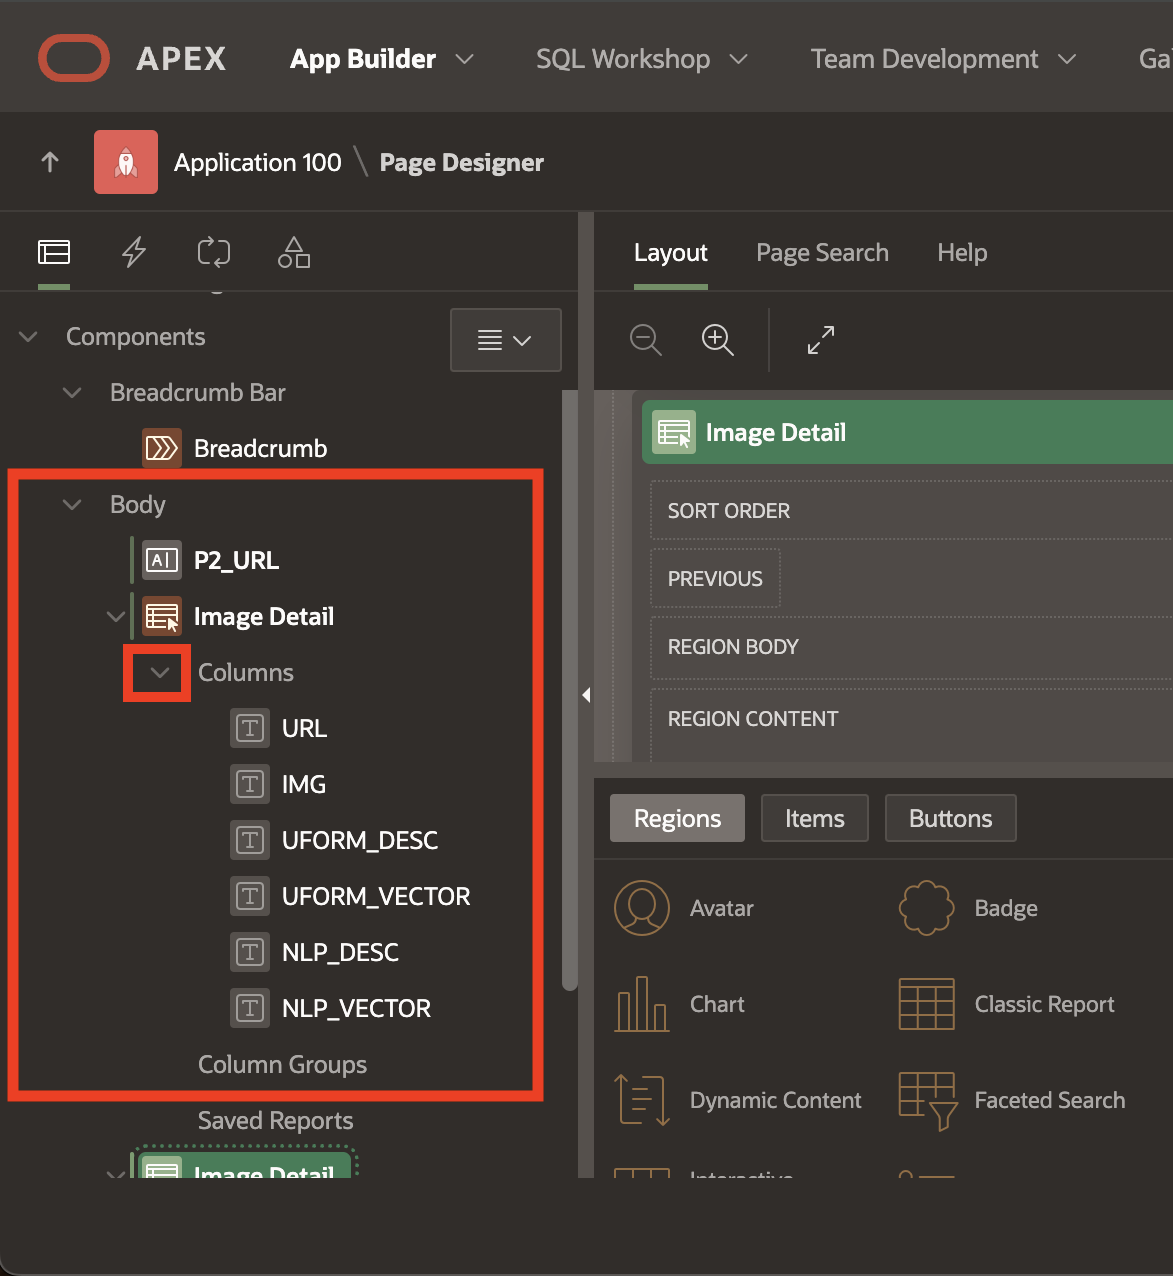 APEX App Builder SQL Workshop Team Development Ga
Application 100 \ Page Designer
Layout Page Search Help
Components
Breadcrumb Bar
Breadcrumb
Body
P2_URL
Image Detail
Columns
URL
IMG
UFORM_DESC
UFORM_VECTOR
NLP_DESC
NLP_VECTOR
Column Groups
Saved Reports
Image Detail
Image Detail
SORT ORDER
PREVIOUS
REGION BODY
REGION CONTENT
Regions Items Buttons
Avatar Badge
Chart Classic Report
Dynamic Content Faceted Search
Interactive